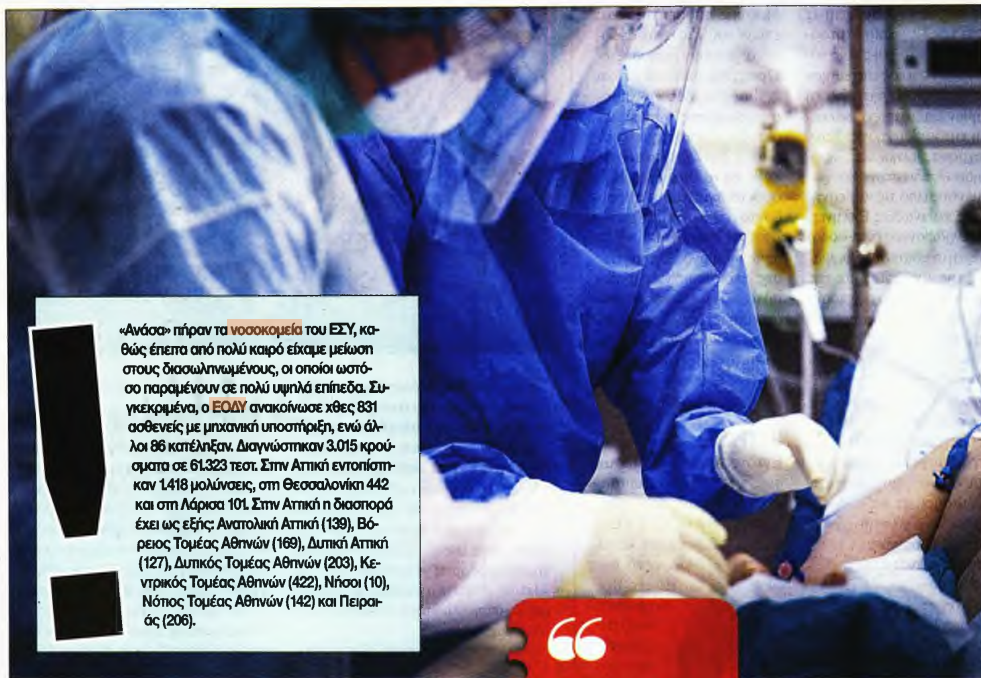 «Ανάσα» πήραν τα νοσοκομεία του ΕΣΥ, κα-
θώς έπειτα από πολύ καιρό είχαμε μείωση
στους διασωληνωμένους, οι οποίοι ωστό-
σο παραμένουν σε πολύ υψηλά επίπεδα. Συ-
γκεκριμένα, ο ΕΟΔΥ ανακοίνωσε χθες 831
ασθενείς με μηχανική υποστήριξη, ενώ άλ-
λοι 86 κατέληξαν. Διαγνώστηκαν 3.015 κρού-
σματα σε 61.323 τεστ. Στην Αττική εντοπίστη-
καν 1.418 μολύνσεις, στη Θεσσαλονίκη 442
και στη Λάρισα 101. Στην Αττική η διασπορά
έχει ως εξής: Ανατολική Αττική (139), Βό-
ρειος Τομέας Αθηνών (169), Δυτική Αττική
(127), Δυτικός Τομέας Αθηνών (203), Κε-
ντρικός Τομέας Αθηνών (422), Νήσοι (10),
Νότιος Τομέας Αθηνών (142) και Πειραι-
άς (206).